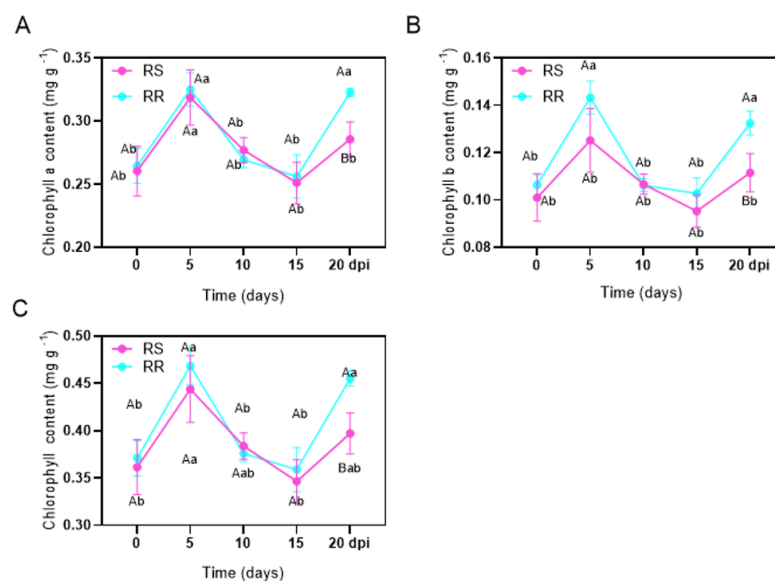 A
Chlorophyll a content (mg g⁻¹)
0.35
0.30
0.25
0.20
RS
RR
Aa
Aa
Aa
Ab
Ab
Ab
Ab
Ab
Ab
Ab
Bb
0
5
10
15
20 dpi
Time (days)
B
Chlorophyll b content (mg g⁻¹)
0.16
0.14
0.12
0.10
0.08
RS
RR
Aa
Aa
Ab
Ab
Ab
Ab
Ab
Ab
Ab
Ab
Bb
0
5
10
15
20 dpi
Time (days)
C
Chlorophyll content (mg g⁻¹)
0.50
0.45
0.40
0.35
0.30
RS
RR
Aa
Aa
Ab
Ab
Ab
Aa
Aab
Bab
Ab
Ab
0
5
10
15
20 dpi
Time (days)